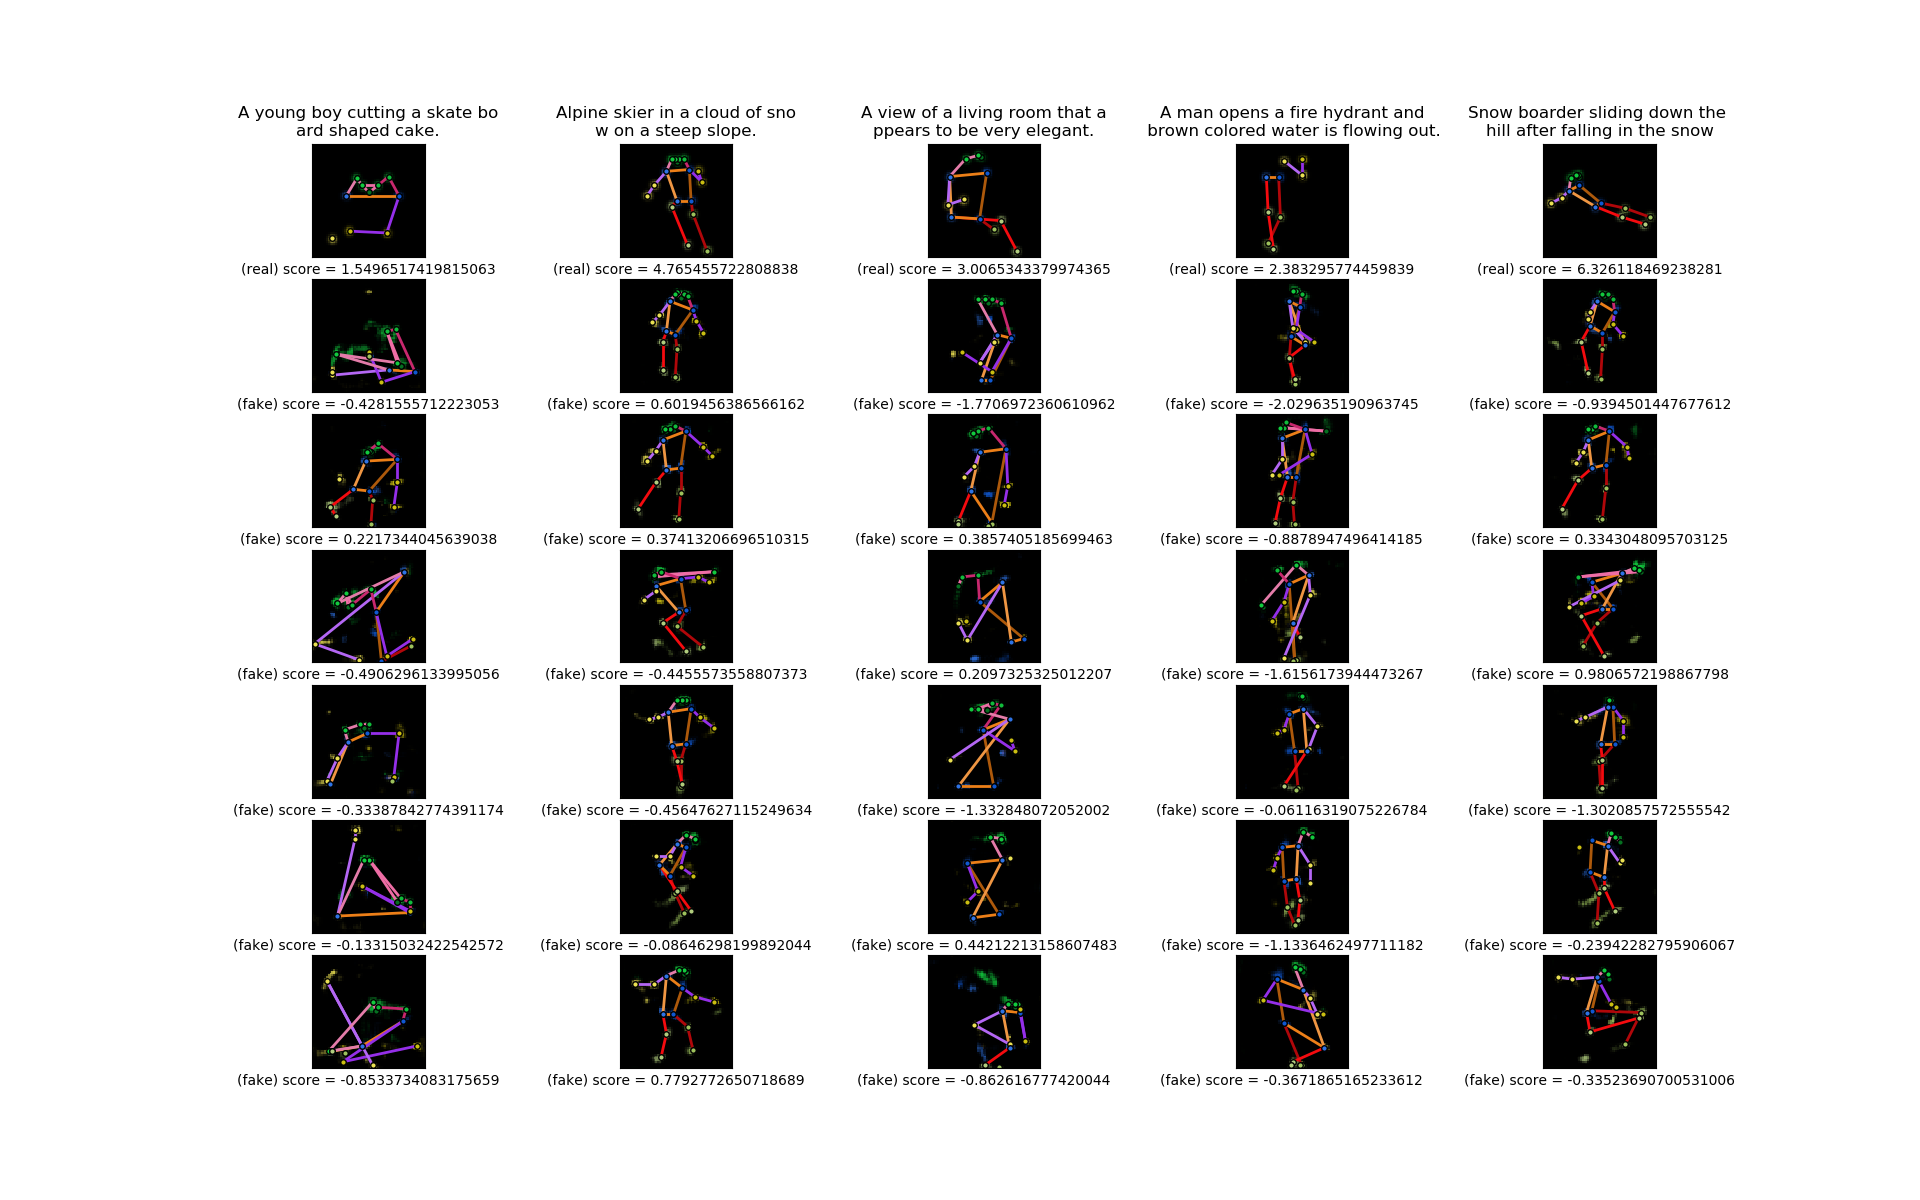 A young boy cutting a skate bo
ard shaped cake.
Alpine skier in a cloud of sno
w on a steep slope.
A view of a living room that a
ppears to be very elegant.
A man opens a fire hydrant and
brown colored water is flowing out.
Snow boarder sliding down the
hill after falling in the snow
(real) score = 1.5496517419815063
(real) score = 4.765455722808838
(real) score = 3.0065343379974365
(real) score = 2.383295774459839
(real) score = 6.326118469238281
(fake) score = -0.4281555712223053
(fake) score = 0.6019456386566162
(fake) score = -1.7706972360610962
(fake) score = -2.029635190963745
(fake) score = -0.9394501447677612
(fake) score = 0.2217344045639038
(fake) score = 0.37413206696510315
(fake) score = 0.3857405185699463
(fake) score = -0.8878947496414185
(fake) score = 0.3343048095703125
(fake) score = -0.4906296133995056
(fake) score = -0.4455573558807373
(fake) score = 0.2097325325012207
(fake) score = -1.6156173944473267
(fake) score = 0.9806572198867798
(fake) score = -0.33387842774391174
(fake) score = -0.45647627115249634
(fake) score = -1.332848072052002
(fake) score = -0.06116319075226784
(fake) score = -1.3020857572555542
(fake) score = -0.13315032422542572
(fake) score = -0.08646298199892044
(fake) score = 0.44212213158607483
(fake) score = -1.1336462497711182
(fake) score = -0.23942282795906067
(fake) score = -0.8533734083175659
(fake) score = 0.7792772650718689
(fake) score = -0.862616777420044
(fake) score = -0.3671865165233612
(fake) score = -0.33523690700531006